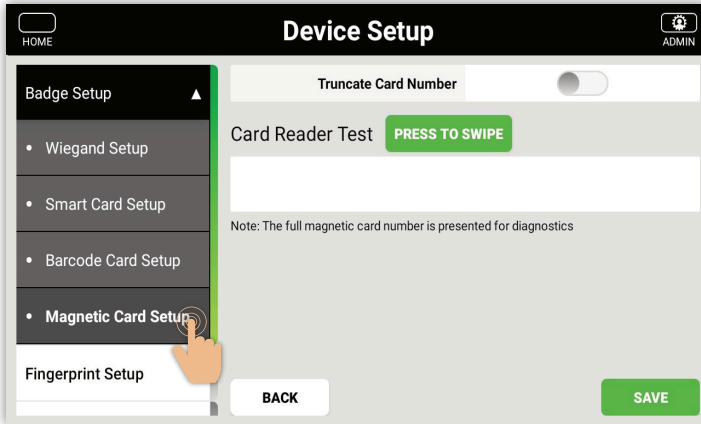 HOME
Device Setup
ADMIN
Badge Setup
• Wiegand Setup
• Smart Card Setup
• Barcode Card Setup
• Magnetic Card Setup
Fingerprint Setup
Truncate Card Number
Card Reader Test PRESS TO SWIPE
Note: The full magnetic card number is presented for diagnostics
BACK
SAVE